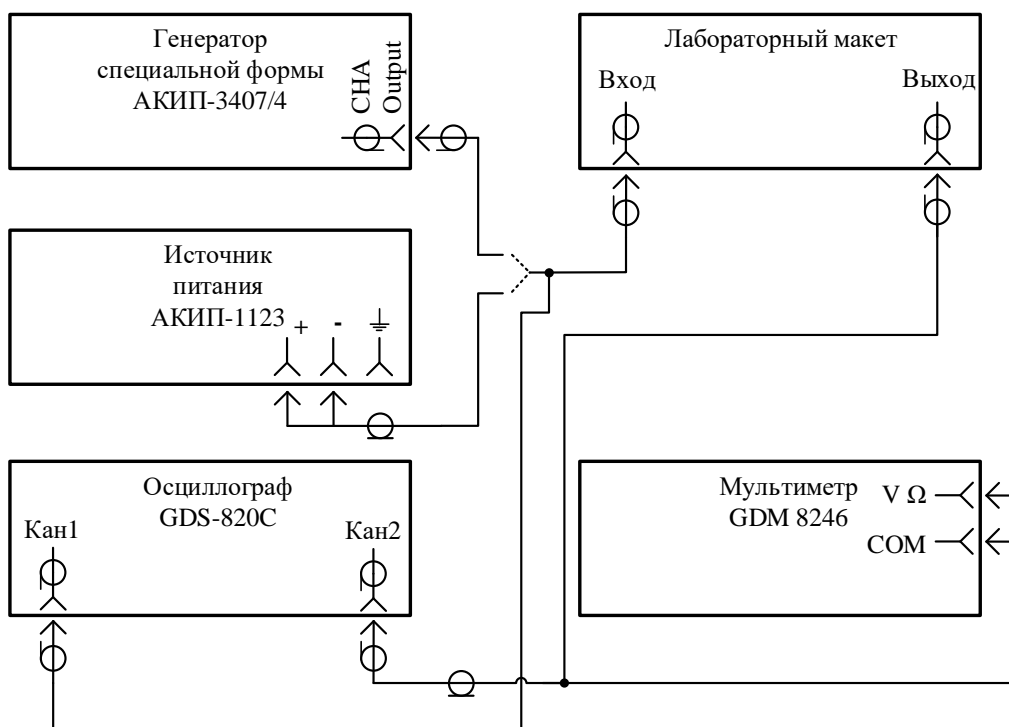 Генератор
специальной формы
АКИП-3407/4
CHA
Output
Лабораторный макет
Вход
Выход
Источник
питания
АКИП-1123
+
-
Осциллограф
GDS-820C
Кан1
Кан2
Мультиметр
GDM 8246
V Ω
COM